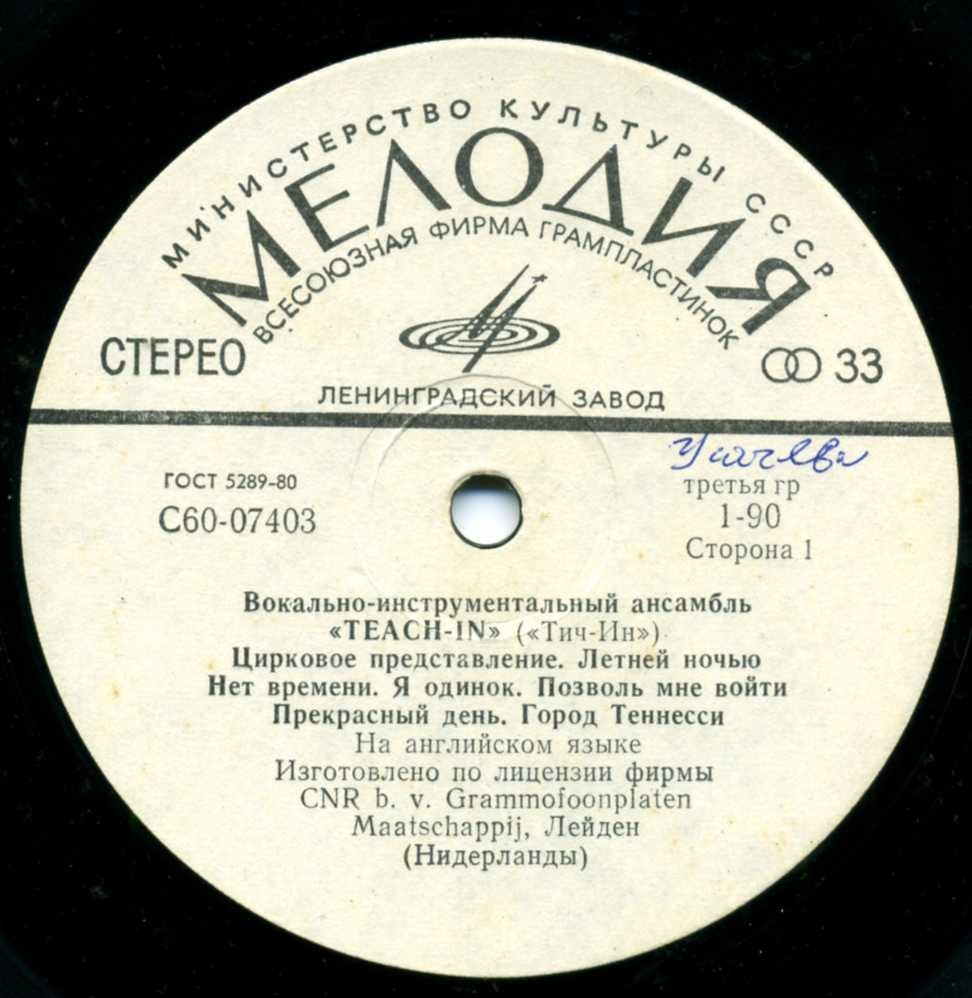 МИНИСТЕРСТВО КУЛЬТУРЫ СССР
МЕЛОДИЯ
ВСЕСОЮЗНАЯ ФИРМА ГРАМПЛАСТИНОК
СТЕРЕО
33
ЛЕНИНГРАДСКИЙ ЗАВОД
ГОСТ 5289-80
С60-07403
третья гр
1-90
Сторона 1
Вокально-инструментальный ансамбль
«TEACH-IN» («Тич-Ин»)
Цирковое представление. Летней ночью
Нет времени. Я одинок. Позволь мне войти
Прекрасный день. Город Теннесси
На английском языке
Изготовлено по лицензии фирмы
CNR b. v. Grammofoonplaten
Maatschappij, Лейден
(Нидерланды)